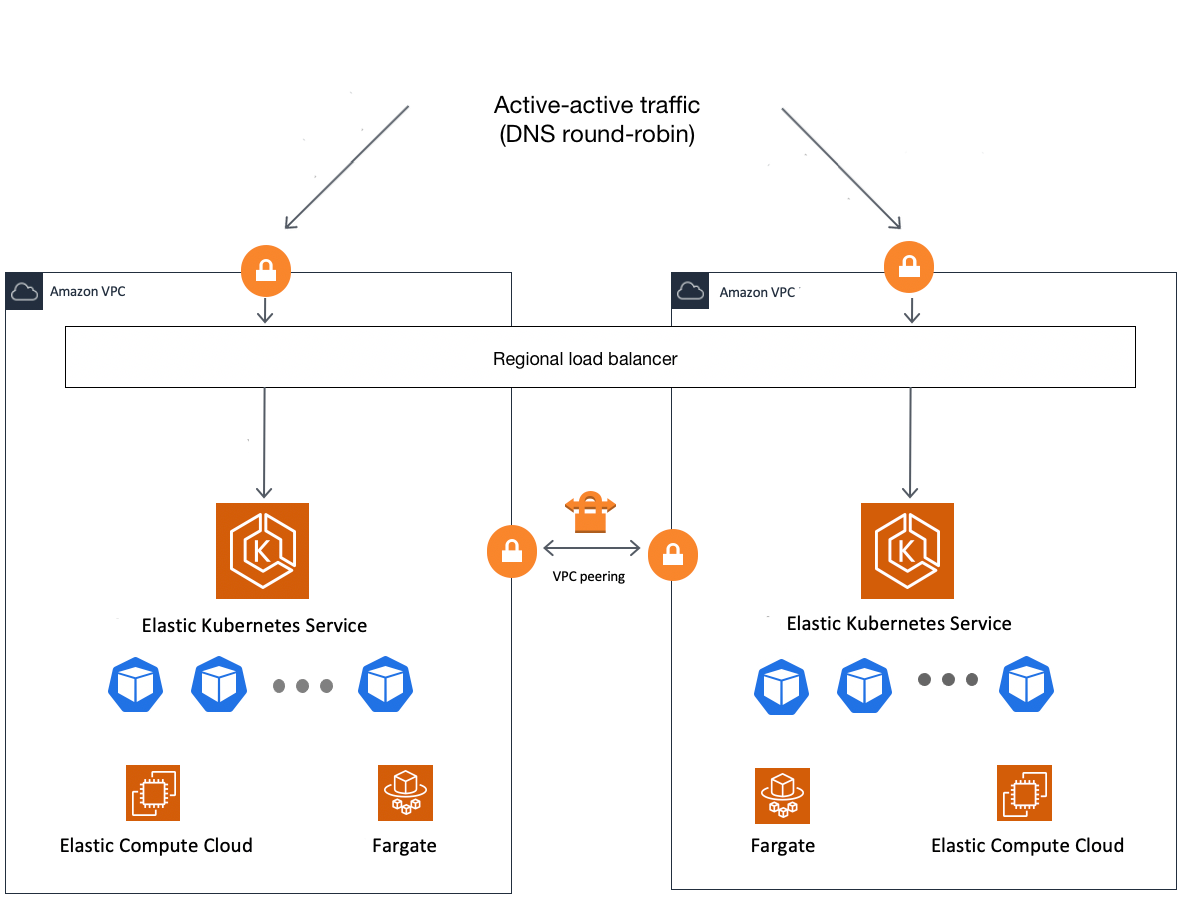 Active-active traffic
(DNS round-robin)
Amazon VPC
Amazon VPC
Regional load balancer
K
K
VPC peering
Elastic Kubernetes Service
Elastic Kubernetes Service
Elastic Compute Cloud
Fargate
Fargate
Elastic Compute Cloud